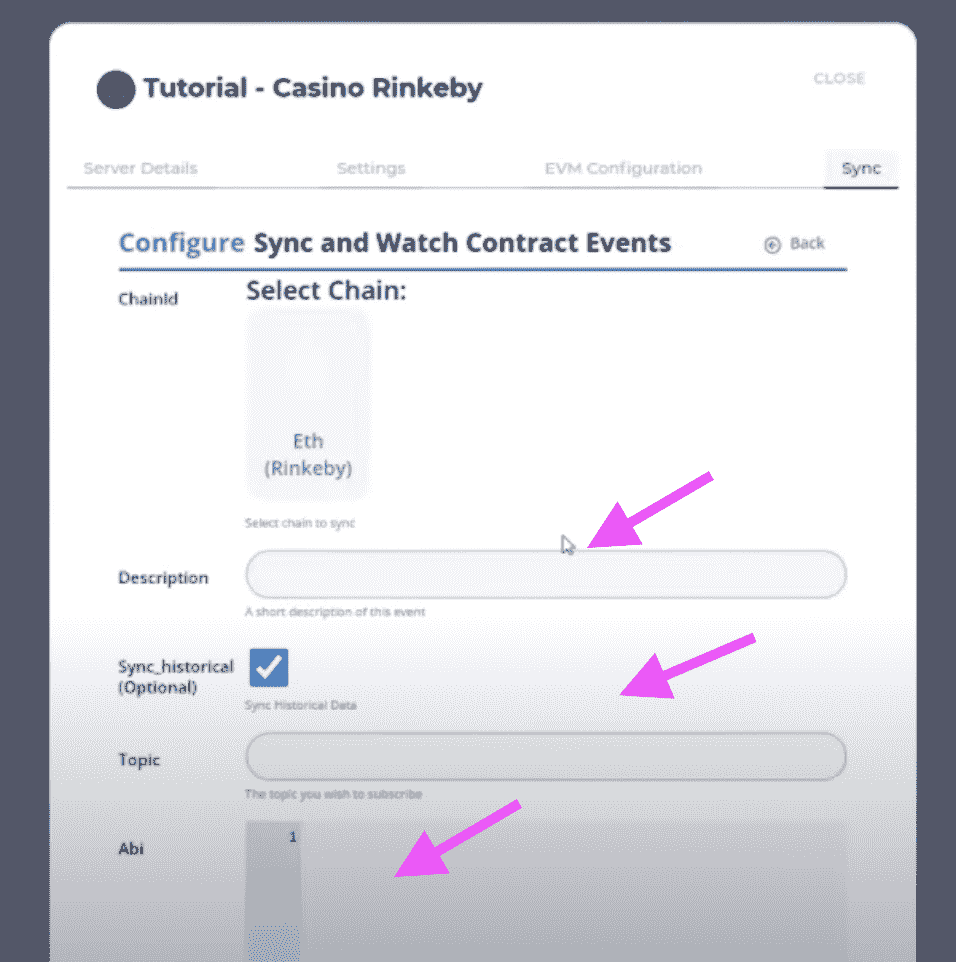 Tutorial - Casino Rinkeby
CLOSE
Server Details
Settings
EVM Configuration
Sync
Configure Sync and Watch Contract Events
Back
ChainId
Select Chain:
Eth
(Rinkeby)
Select chain to sync
Description
A short description of this event
Sync_historical
(Optional)
Sync Historical Data
Topic
The topic you wish to subscribe
Abi
1